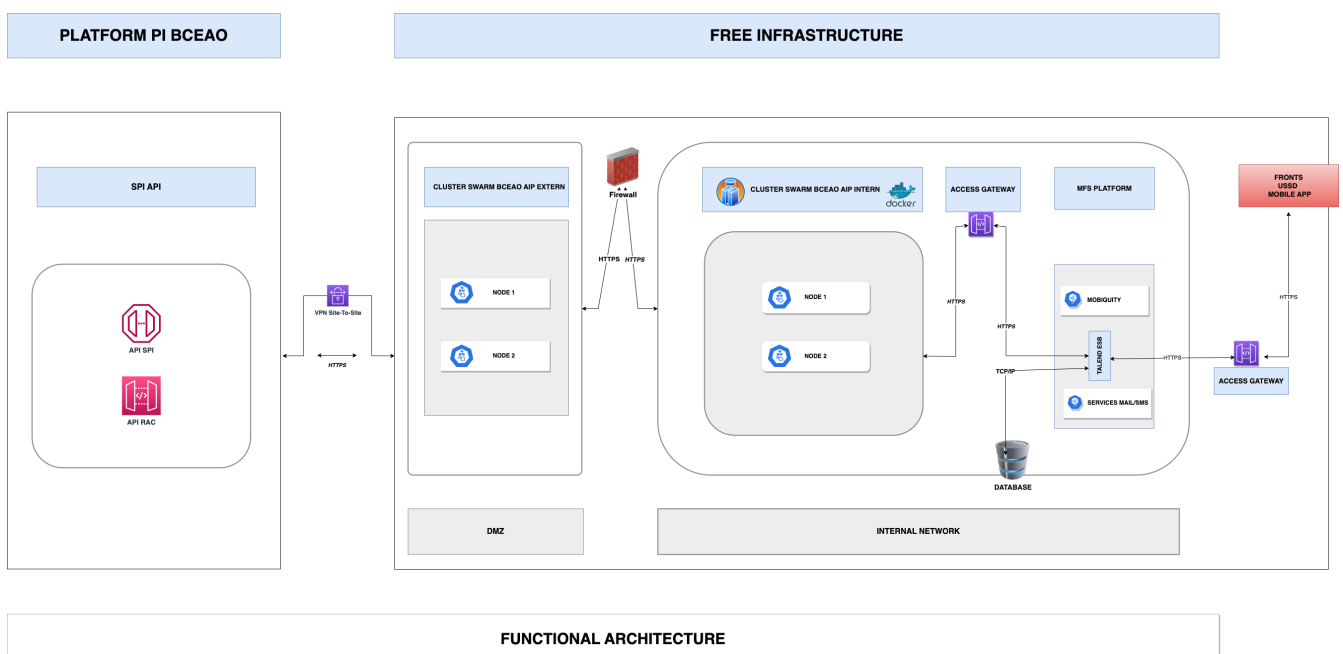 PLATFORM PI BCEAO
FREE INFRASTRUCTURE
SPI API
API SPI
API RAC
VPN Site-To-Site
HTTPS
CLUSTER SWARM BCEAO AIP EXTERN
NODE 1
NODE 2
DMZ
Firewall
HTTPS
HTTPS
CLUSTER SWARM BCEAO AIP INTERN
docker
NODE 1
NODE 2
HTTPS
ACCESS GATEWAY
HTTPS
TCP/IP
DATABASE
MFS PLATFORM
MOBIQUITY
TALEND ESB
SERVICES MAIL/SMS
INTERNAL NETWORK
HTTPS
ACCESS GATEWAY
HTTPS
FRONTS
USSD
MOBILE APP
FUNCTIONAL ARCHITECTURE